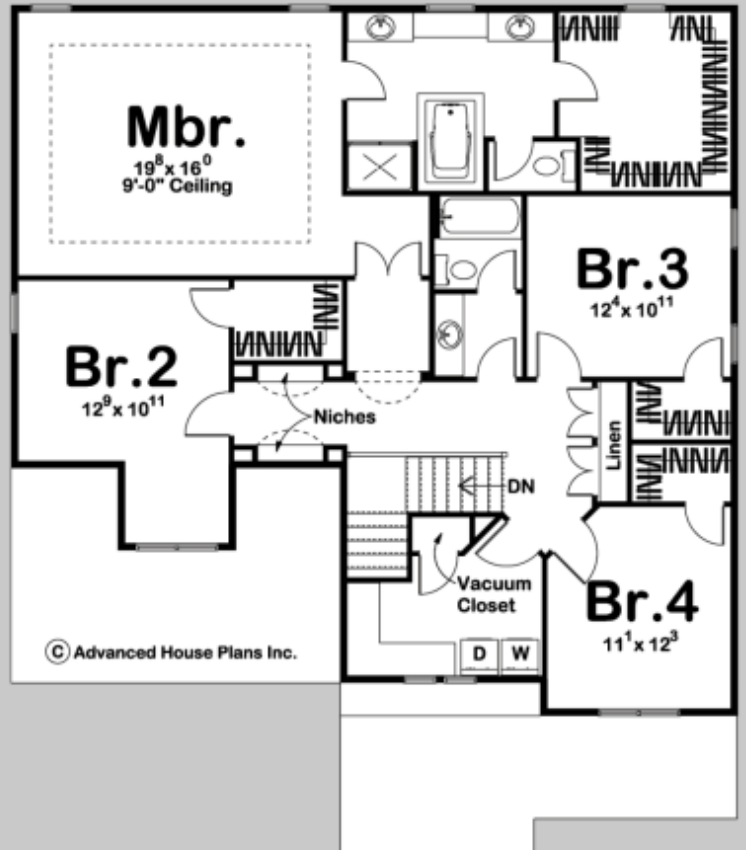 Mbr.
19⁸ x 16⁰
9'-0" Ceiling
Br.3
12⁴ x 10¹¹
Br.2
12⁹ x 10¹¹
Niches
Linen
DN
Vacuum
Closet
Br.4
11¹ x 12³
D W
© Advanced House Plans Inc.